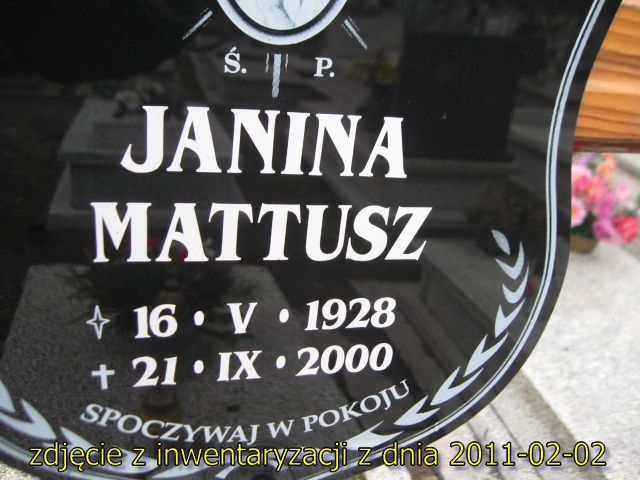 Ś. P.
JANINA
MATTUSZ
✧ 16 • V • 1928
✝ 21 • IX • 2000
SPOCZYWAJ W POKOJU
zdjęcie z inwentaryzacji z dnia 2011-02-02